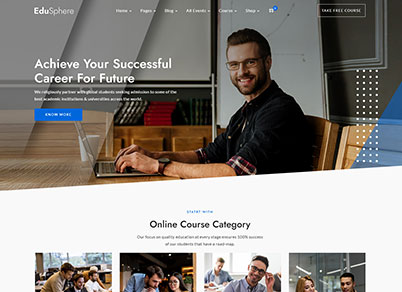 EduSphere
Home Pages Blog All Events Course Shop
TAKE FREE COURSE
Achieve Your Successful
Career For Future
We religiously partner with global students seeking admission to some of the
best academic institutions & universities across the world.
KNOW MORE
START WITH
Online Course Category
Our focus on quality education at every stage ensures 100% success
of our students that have a road-map.